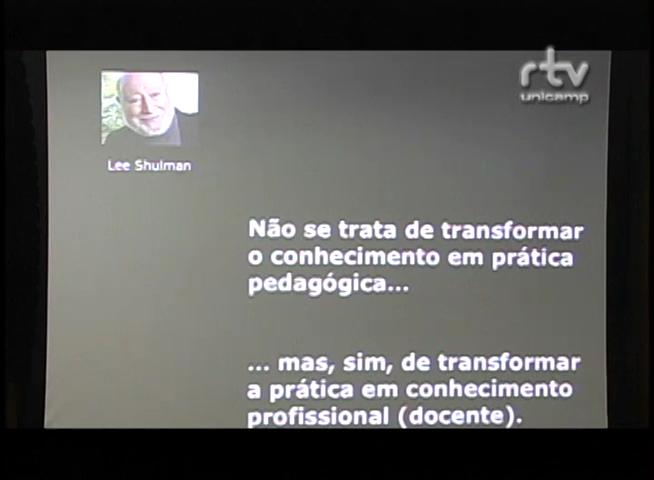 rtv
unicamp
Lee Shulman
Não se trata de transformar
o conhecimento em prática
pedagógica...
... mas, sim, de transformar
a prática em conhecimento
profissional (docente).